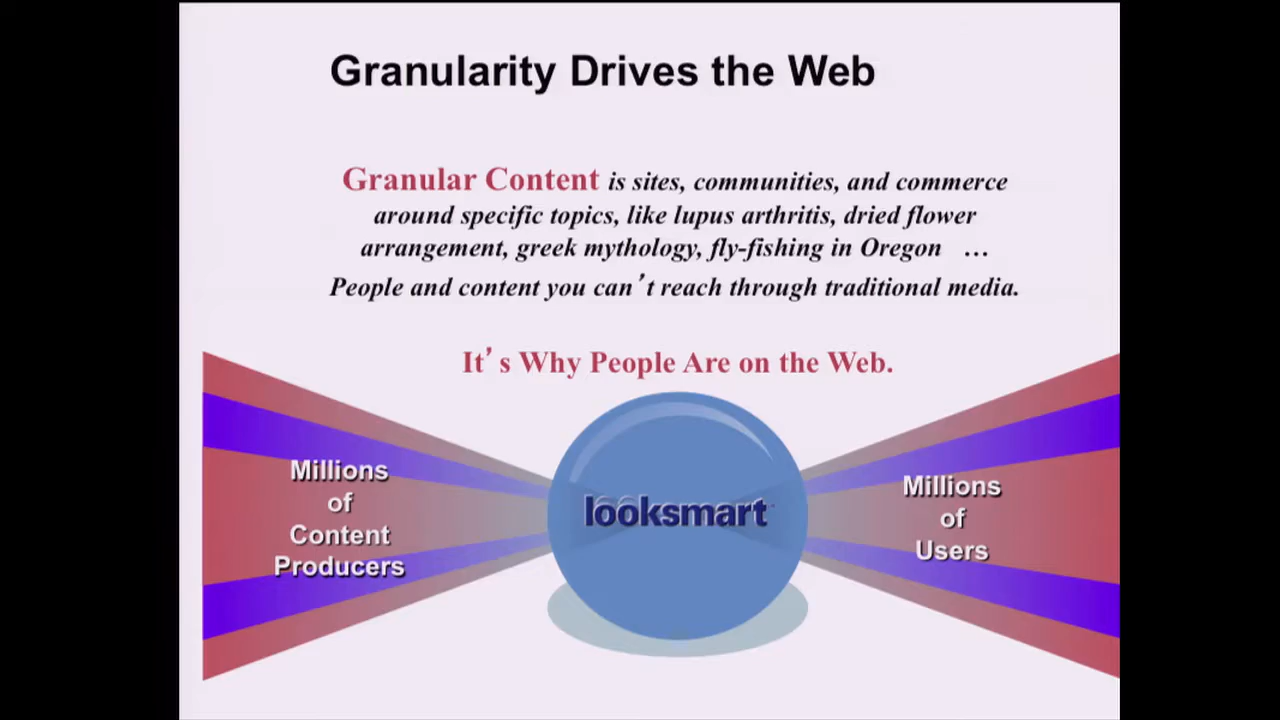 Granularity Drives the Web
Granular Content is sites, communities, and commerce
around specific topics, like lupus arthritis, dried flower
arrangement, greek mythology, fly-fishing in Oregon …
People and content you can’t reach through traditional media.
It’s Why People Are on the Web.
Millions
of
Content
Producers
looksmart
Millions
of
Users